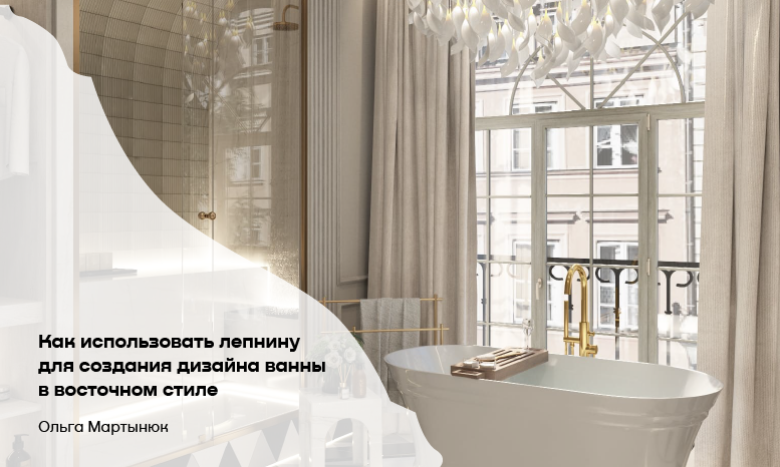 Как использовать лепнину
для создания дизайна ванны
в восточном стиле
Ольга Мартынюк